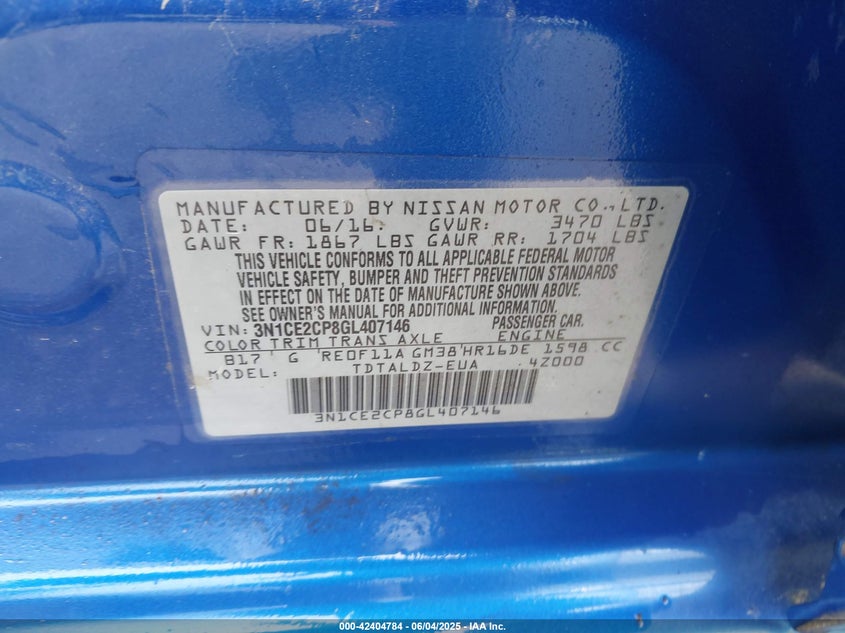 MANUFACTURED BY NISSAN MOTOR CO.,LTD.
DATE: 06/16. GVWR: 3470 LBS
GAWR FR: 1867 LBS GAWR RR: 1704 LBS
THIS VEHICLE CONFORMS TO ALL APPLICABLE FEDERAL MOTOR
VEHICLE SAFETY, BUMPER AND THEFT PREVENTION STANDARDS
IN EFFECT ON THE DATE OF MANUFACTURE SHOWN ABOVE.
SEE OWNER'S MANUAL FOR ADDITIONAL INFORMATION.
VIN: 3N1CE2CP8GL407146 PASSENGER CAR.
COLOR TRIM TRANS AXLE ENGINE
B17 G RE0F11A GM38 HR16DE 1598 CC
MODEL: TDTALDZ-EUA 4Z000
3N1CE2CP8GL407146
000-42404784 - 06/04/2025 - IAA Inc.